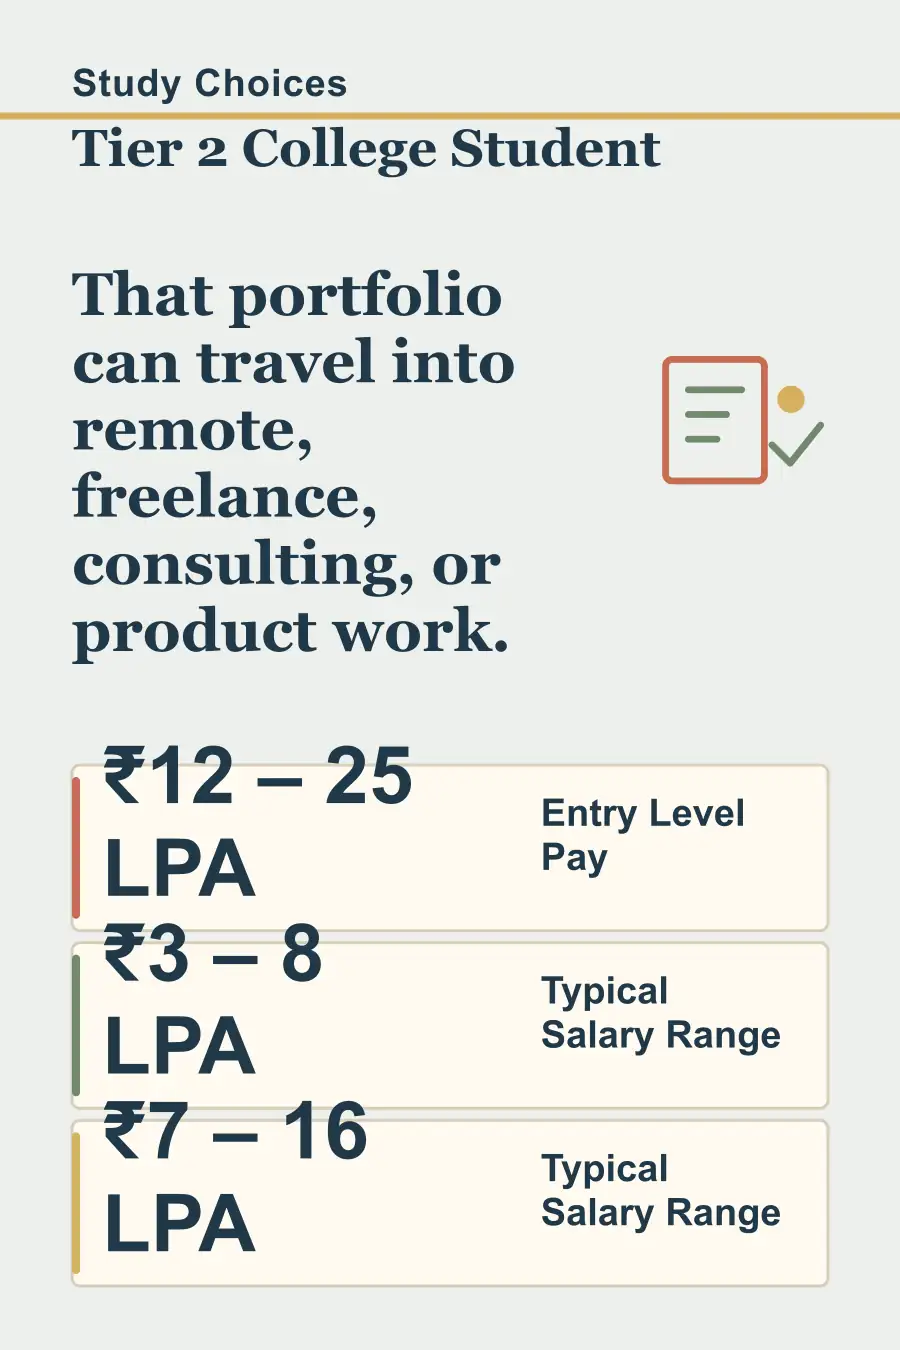 Study Choices
Tier 2 College Student
That portfolio
can travel into
remote,
freelance,
consulting, or
product work.
₹12 – 25
LPA
Entry Level
Pay
₹3 – 8
LPA
Typical
Salary Range
₹7 – 16
LPA
Typical
Salary Range